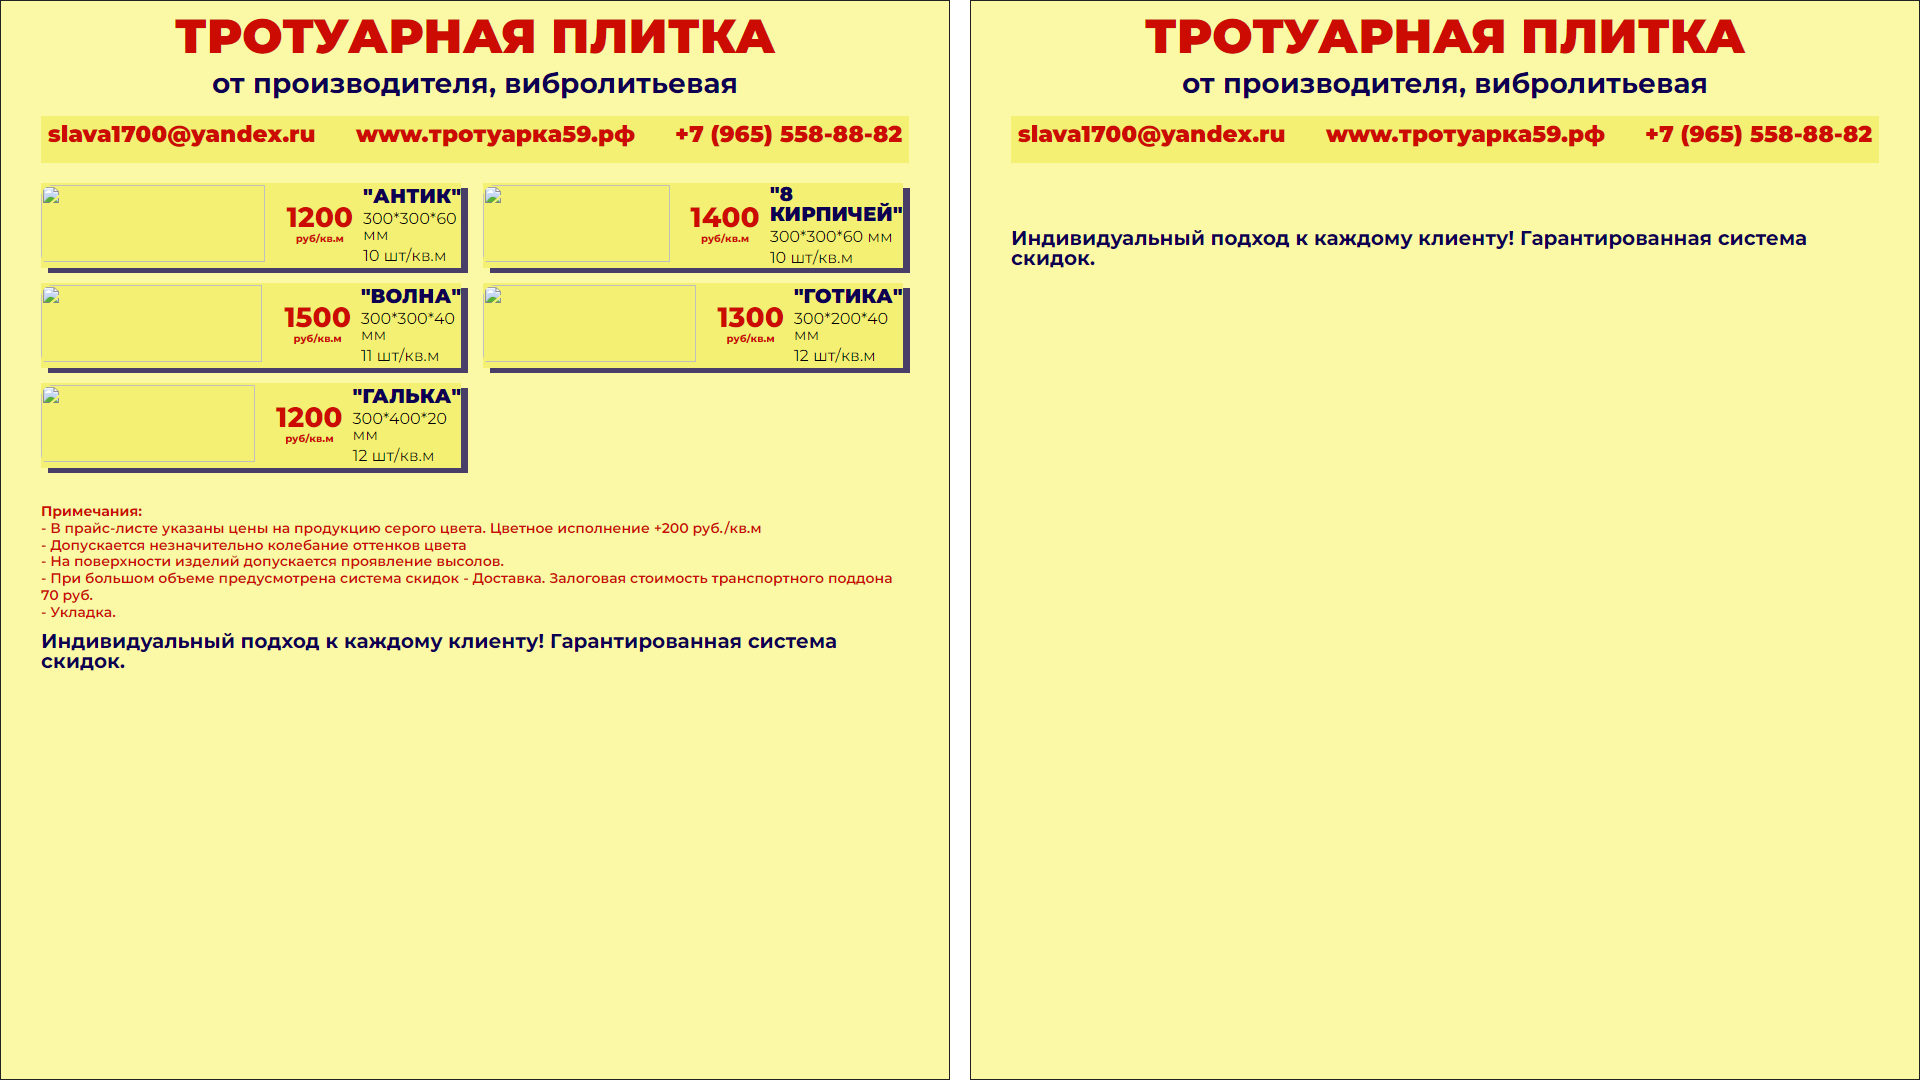 ТРОТУАРНАЯ ПЛИТКА
от производителя, вибролитьевая
slava1700@yandex.ru www.тротуарка59.рф +7 (965) 558-88-82
1200
руб/кв.м
"АНТИК"
300*300*60
мм
10 шт/кв.м
1400
руб/кв.м
"8
КИРПИЧЕЙ"
300*300*60 мм
10 шт/кв.м
1500
руб/кв.м
"ВОЛНА"
300*300*40
мм
11 шт/кв.м
1300
руб/кв.м
"ГОТИКА"
300*200*40
мм
12 шт/кв.м
1200
руб/кв.м
"ГАЛЬКА"
300*400*20
мм
12 шт/кв.м
Примечания:
- В прайс-листе указаны цены на продукцию серого цвета. Цветное исполнение +200 руб./кв.м
- Допускается незначительно колебание оттенков цвета
- На поверхности изделий допускается проявление высолов.
- При большом объеме предусмотрена система скидок - Доставка. Залоговая стоимость транспортного поддона
70 руб.
- Укладка.
Индивидуальный подход к каждому клиенту! Гарантированная система
скидок.
ТРОТУАРНАЯ ПЛИТКА
от производителя, вибролитьевая
slava1700@yandex.ru www.тротуарка59.рф +7 (965) 558-88-82
Индивидуальный подход к каждому клиенту! Гарантированная система
скидок.